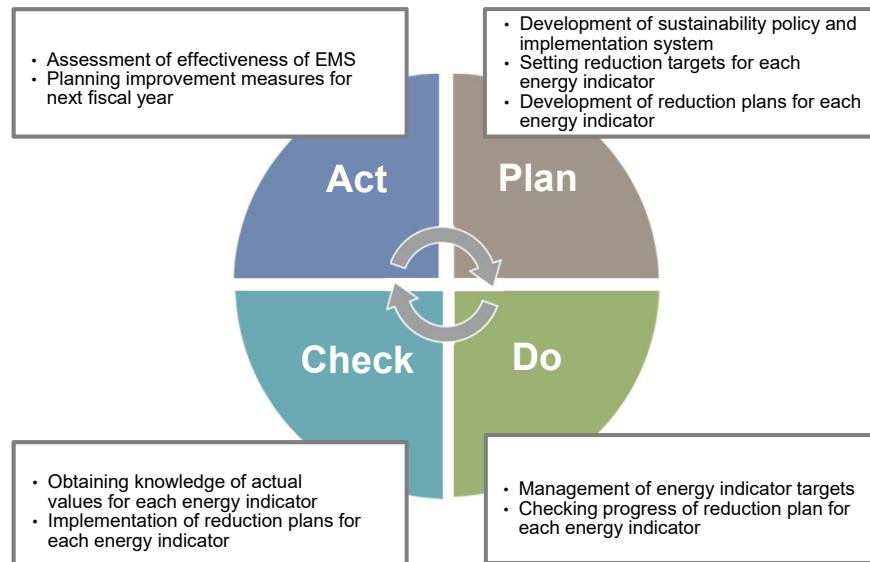 • Assessment of effectiveness of EMS
• Planning improvement measures for
next fiscal year
• Development of sustainability policy and
implementation system
• Setting reduction targets for each
energy indicator
• Development of reduction plans for each
energy indicator
Act
Plan
Check
Do
• Obtaining knowledge of actual
values for each energy indicator
• Implementation of reduction plans for
each energy indicator
• Management of energy indicator targets
• Checking progress of reduction plan for
each energy indicator